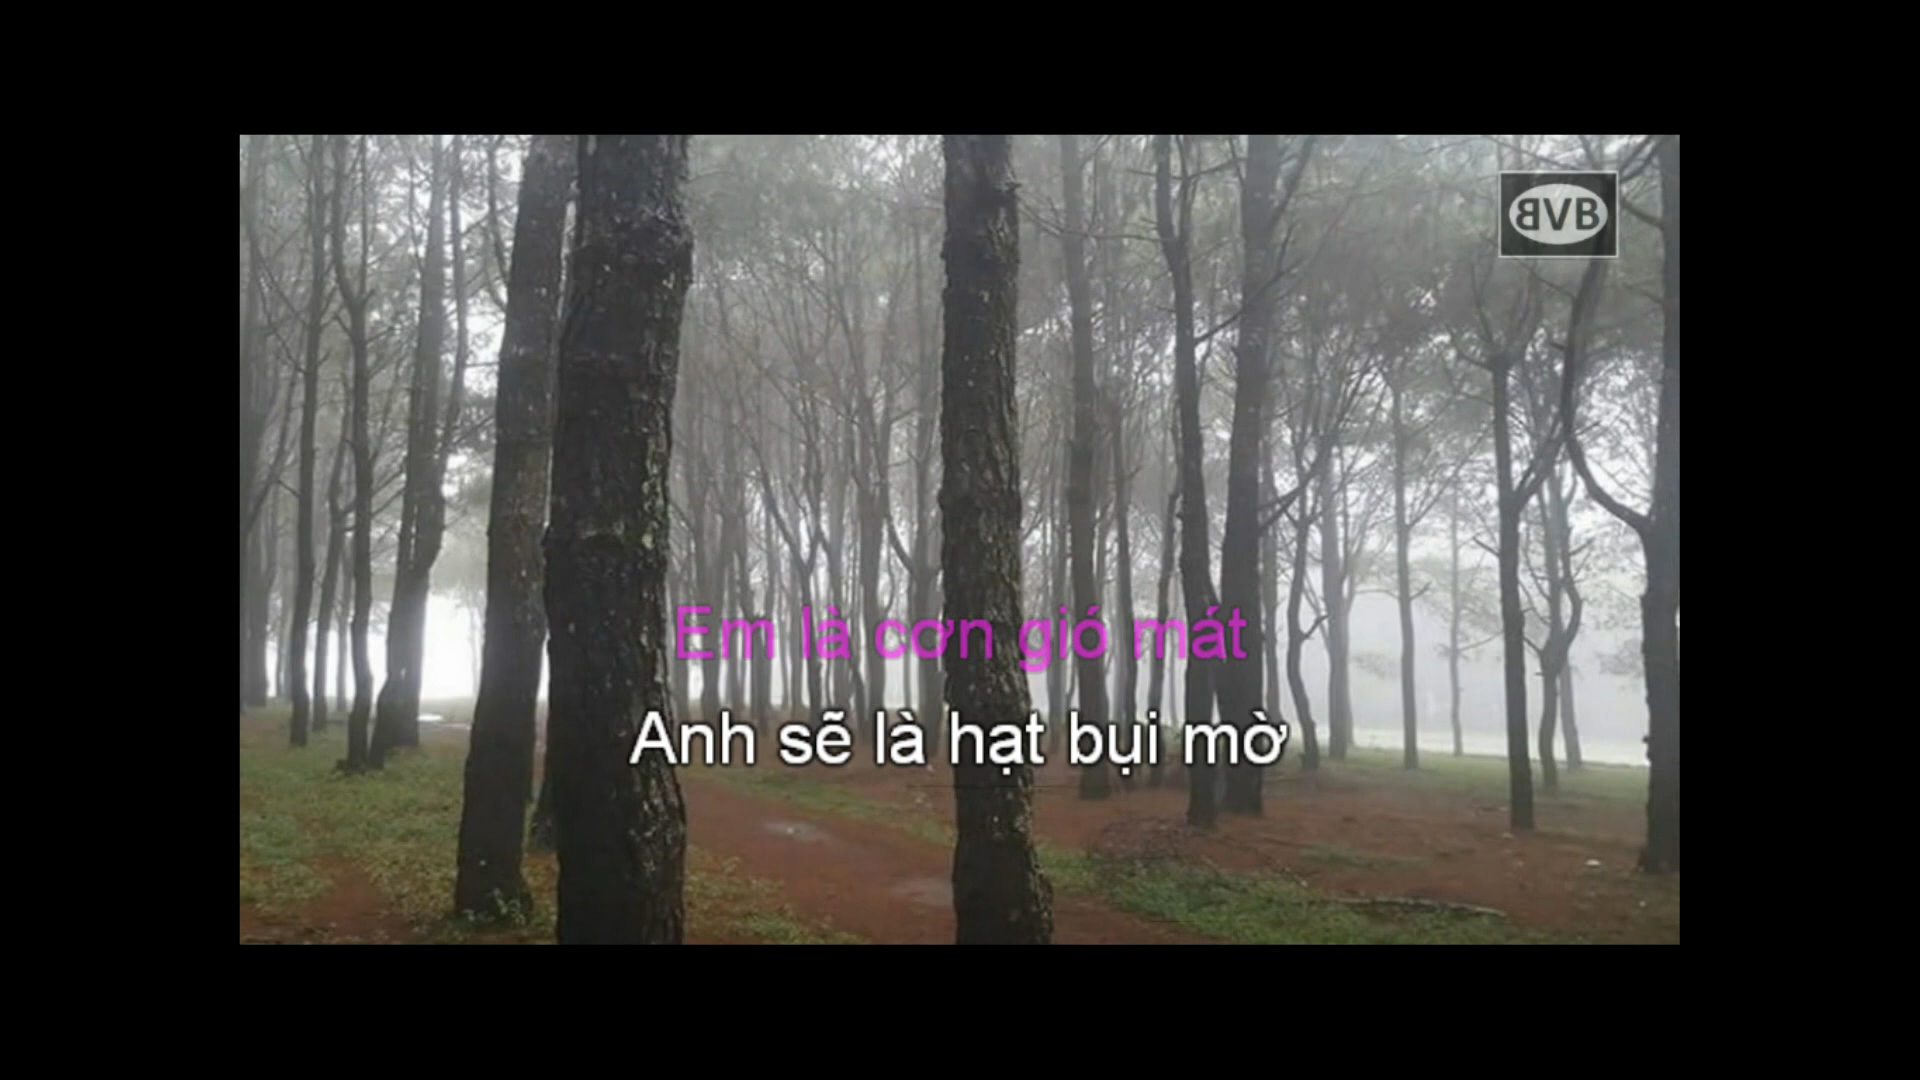 BVB
Em là cơn gió mát
Anh sẽ là hạt bụi mờ